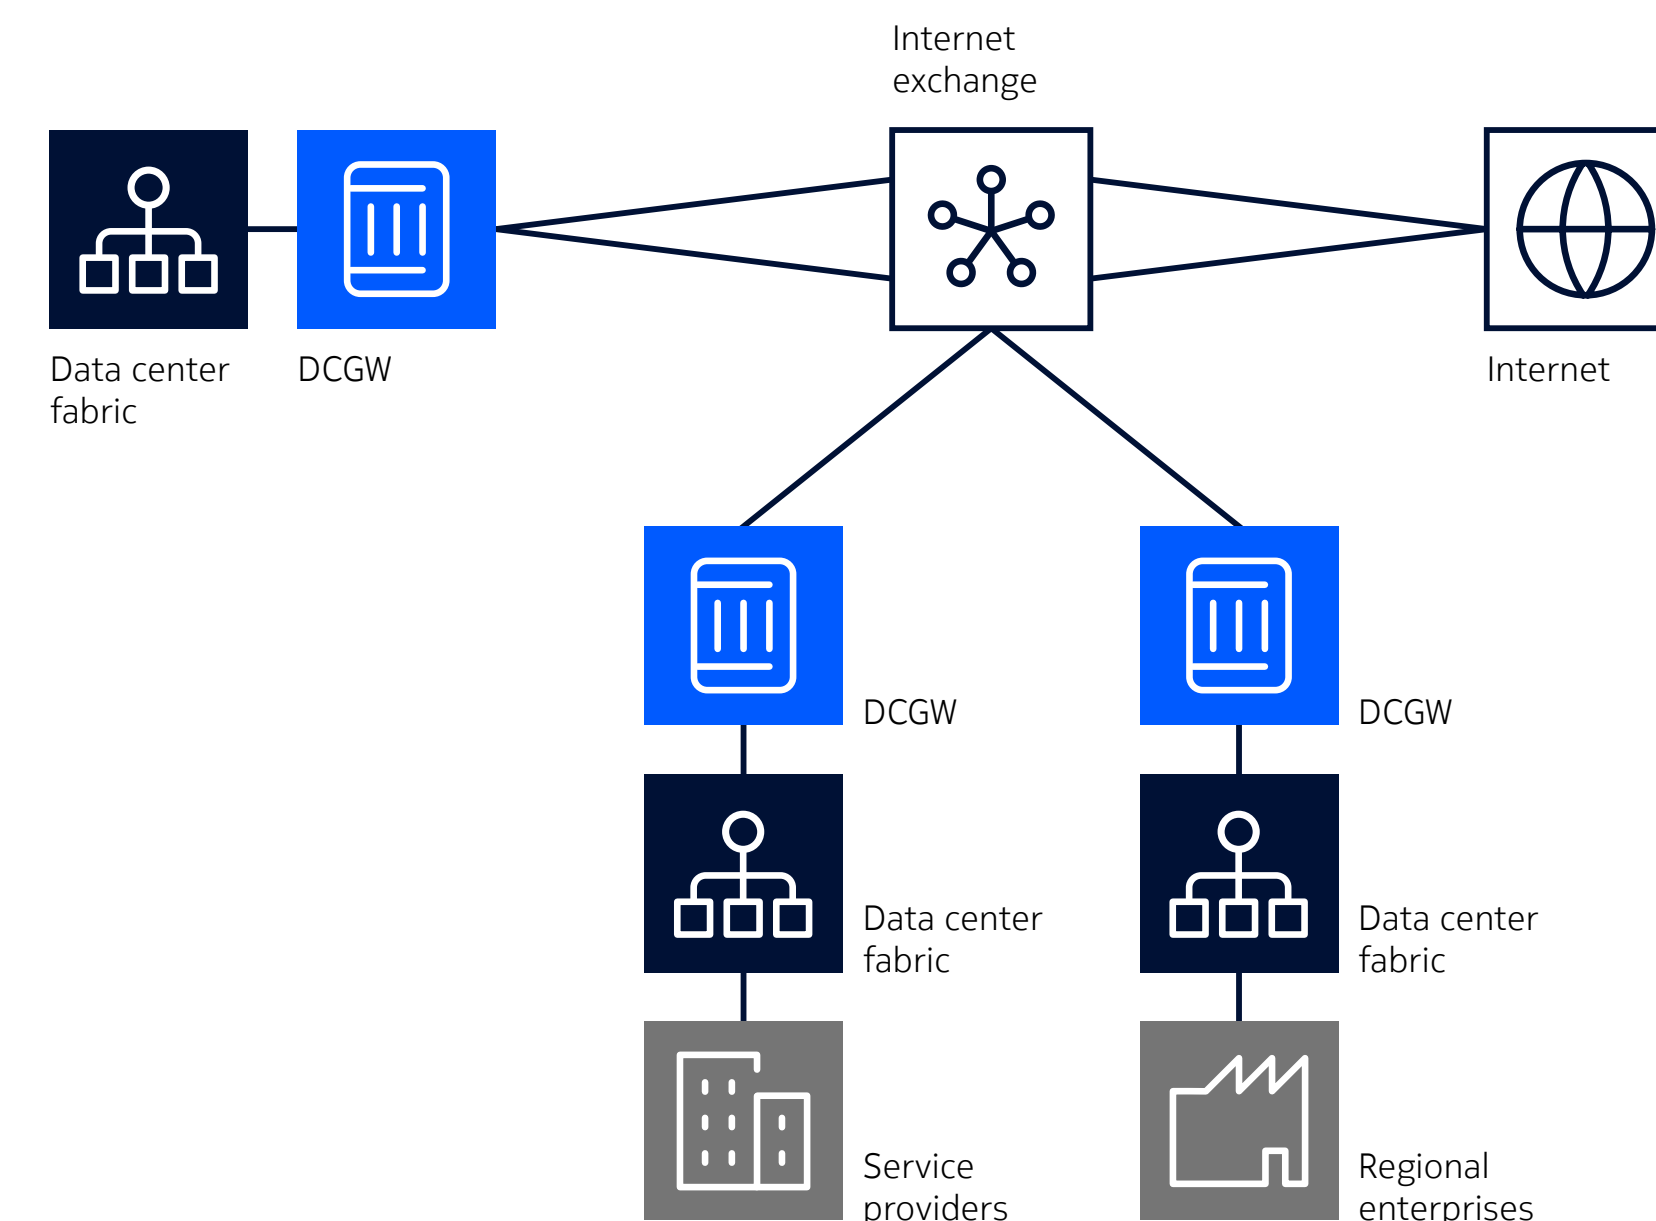 Internet
exchange
Data center
fabric
DCGW
Internet
DCGW
DCGW
Data center
fabric
Data center
fabric
Service
providers
Regional
enterprises